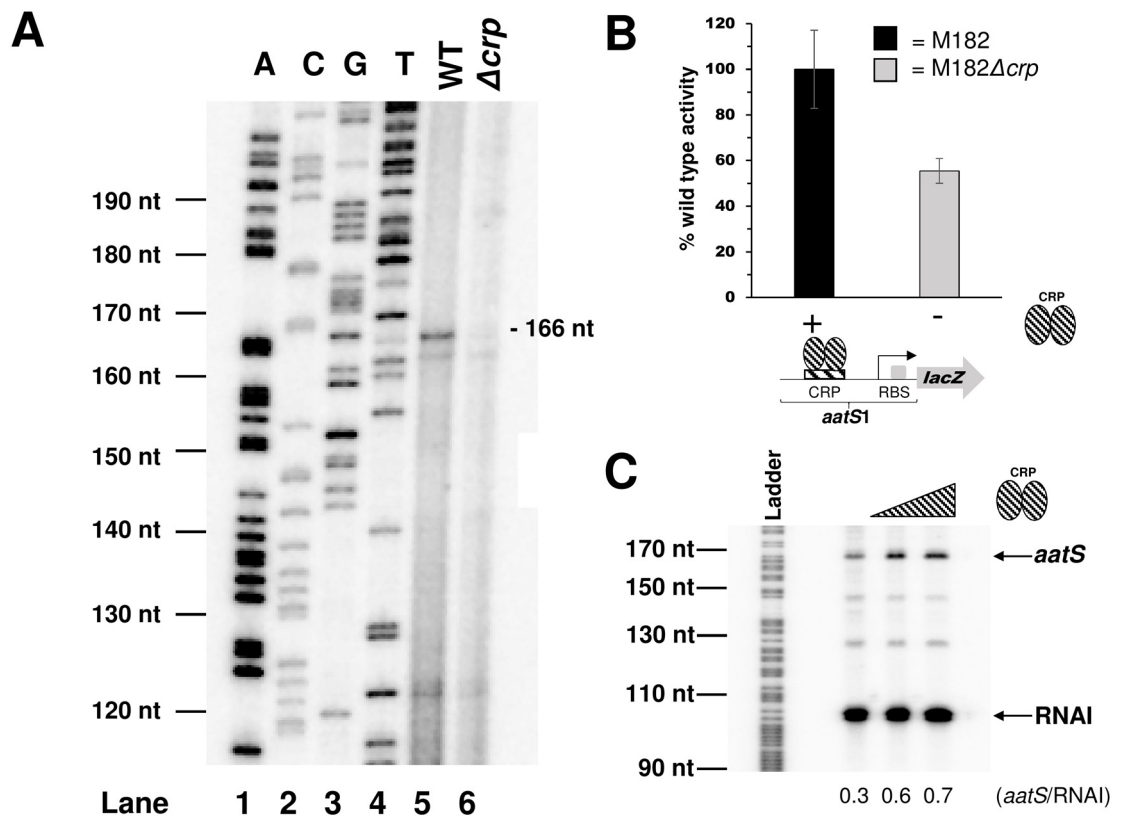 A
A C G T WT Δcrp
190 nt
180 nt
170 nt
- 166 nt
160 nt
150 nt
140 nt
130 nt
120 nt
Lane 1 2 3 4 5 6
B
% wild type activity
120
100
80
60
40
20
0
= M182
= M182Δcrp
+ -
CRP
CRP RBS lacZ
aatS1
C
Ladder
CRP
170 nt
150 nt
130 nt
110 nt
90 nt
aatS
RNAI
0.3 0.6 0.7 (aatS/RNAI)